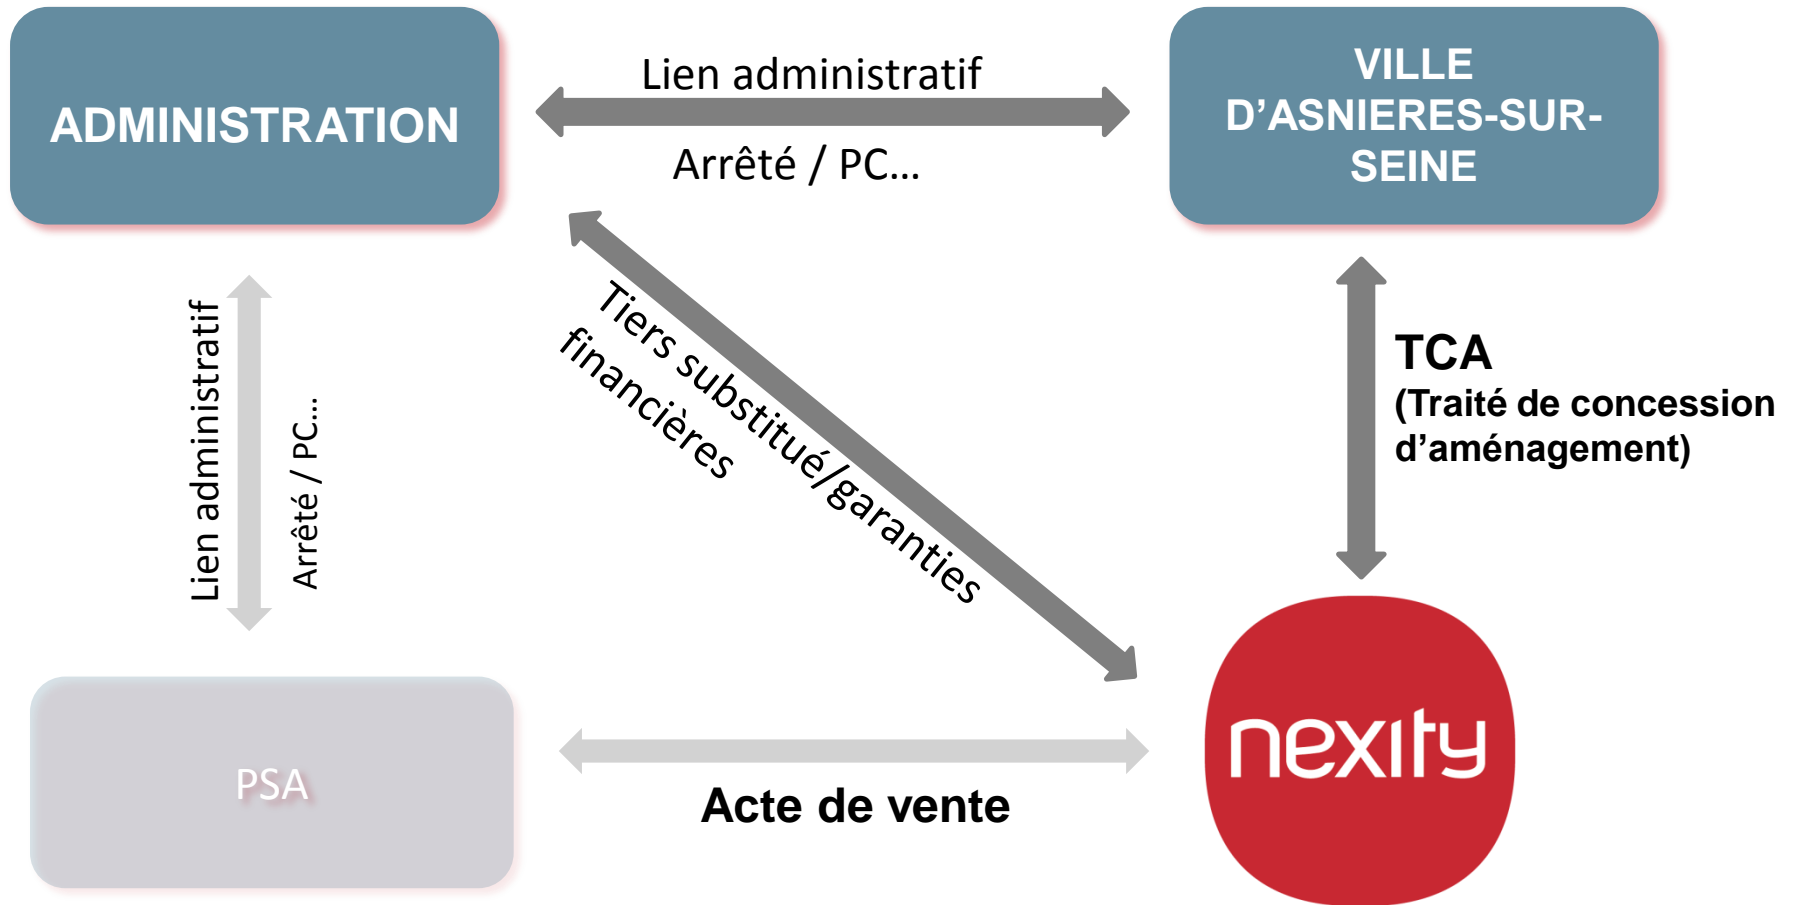 ADMINISTRATION
Lien administratif
Arrêté / PC...
VILLE
D’ASNIERES-SUR-
SEINE
Lien administratif
Arrêté / PC...
Tiers substitué/garanties
financières
TCA
(Traité de concession
d’aménagement)
PSA
Acte de vente
nexity